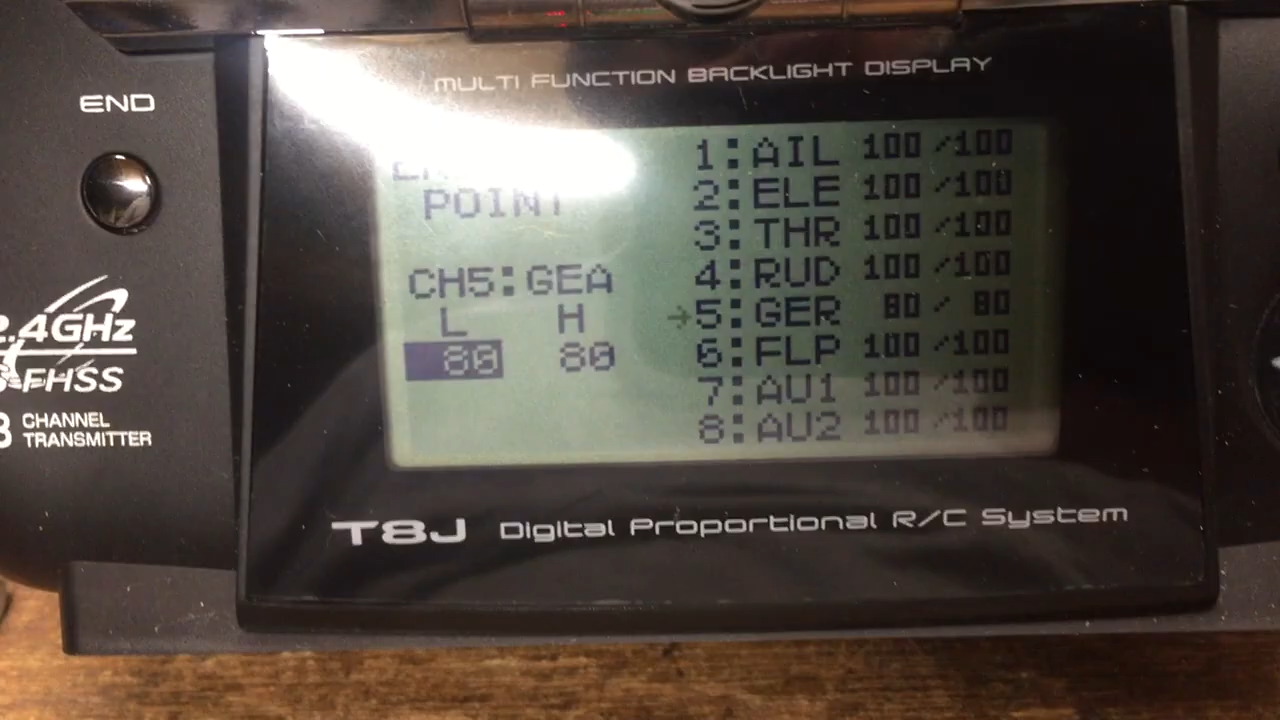 MULTI FUNCTION BACKLIGHT DISPLAY
END
POINT
CH5:GEA
L H
80 80
1:AIL 100/100
2:ELE 100/100
3:THR 100/100
4:RUD 100/100
→5:GER 80/ 80
6:FLP 100/100
7:AU1 100/100
8:AU2 100/100
2.4GHz
FHSS
CHANNEL
TRANSMITTER
T8J Digital Proportional R/C System